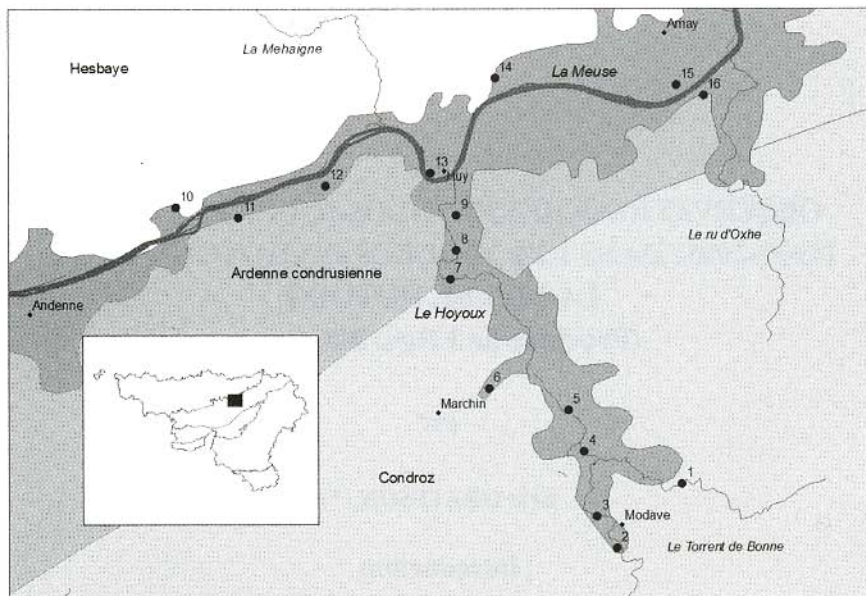 Amay
La Mehaigne
Hesbaye
14
La Meuse
15
16
13
Huy
12
10
11
9
Le ru d'Oxhe
8
Ardenne condrusienne
7
Andenne
Le Hoyoux
6
Marchin
5
4
1
Condroz
3
Modave
2
Le Torrent de Bonne